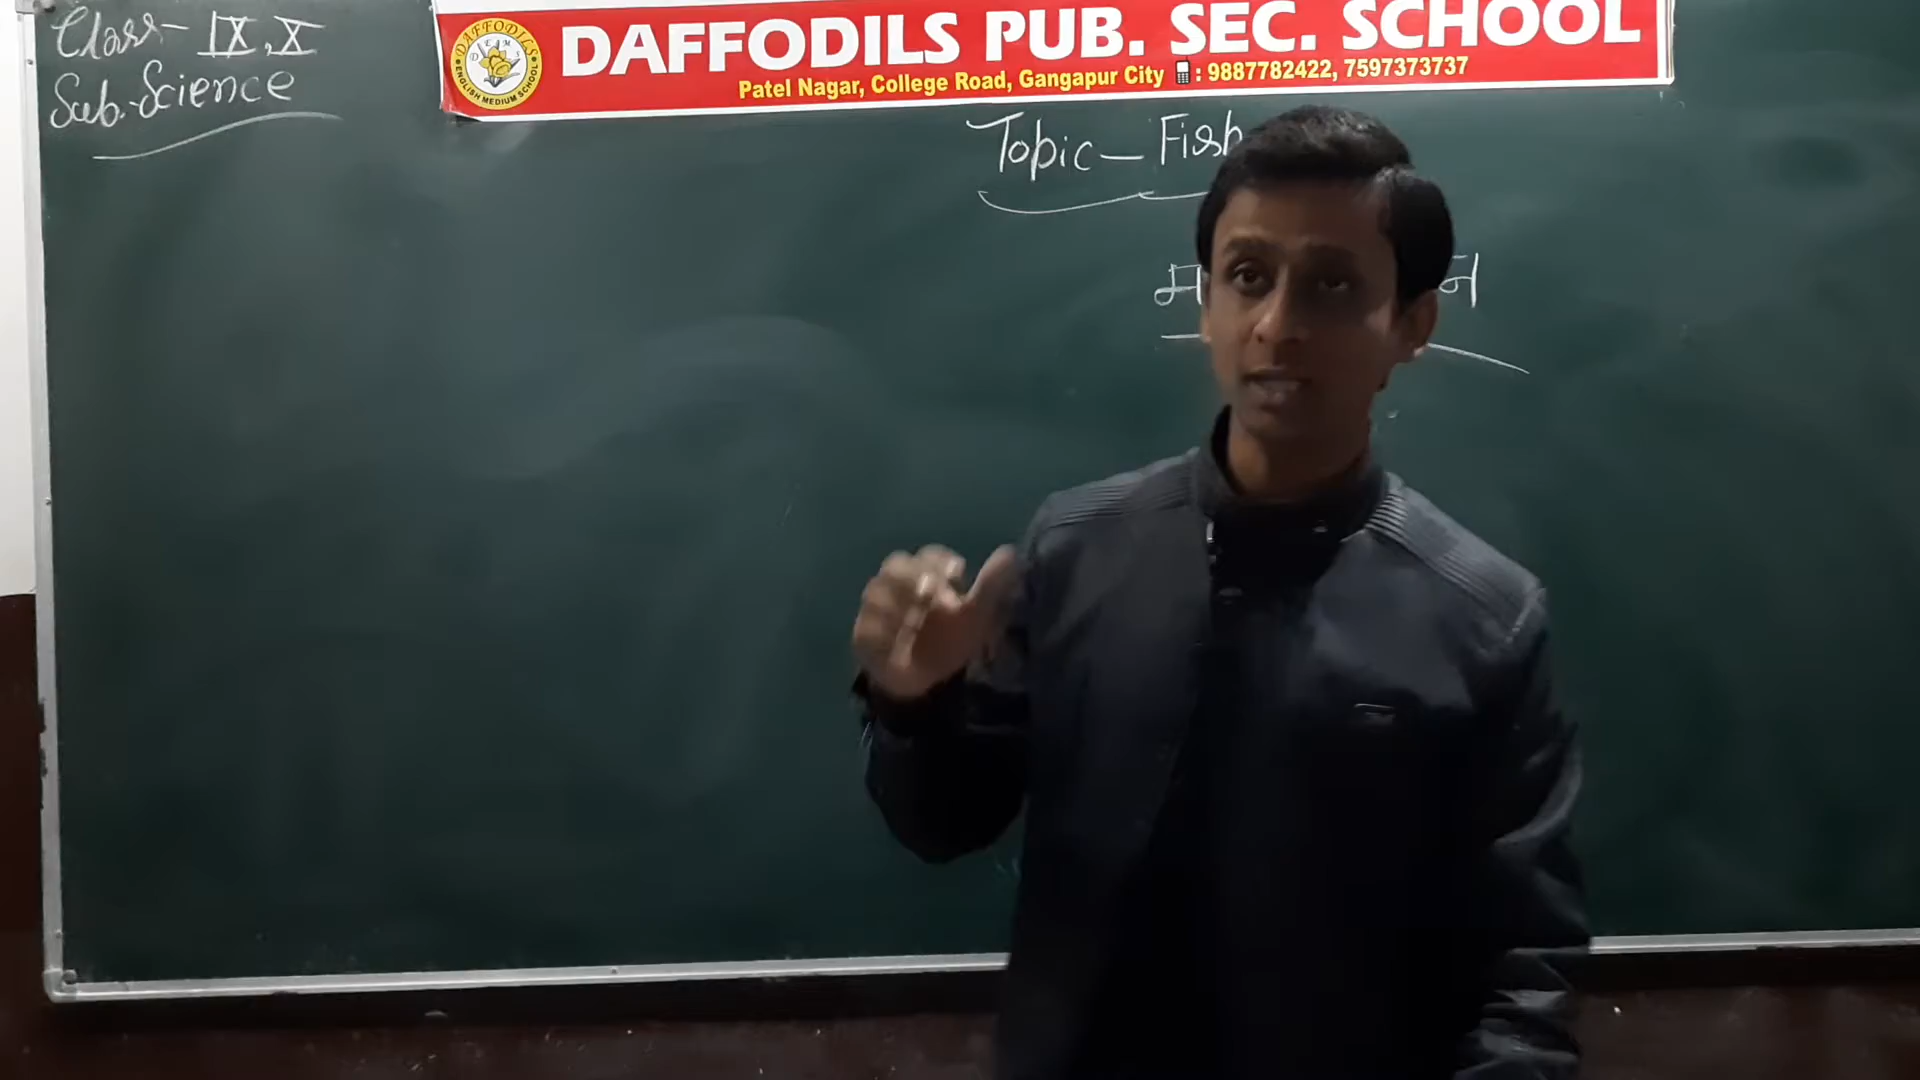 Class- IX, X
Sub.-Science
DAFFODILS PUB. SEC. SCHOOL
Patel Nagar, College Road, Gangapur City : 9887782422, 7597373737
DAFFODILS
ENGLISH MEDIUM SCHOOL
Topic - Fish